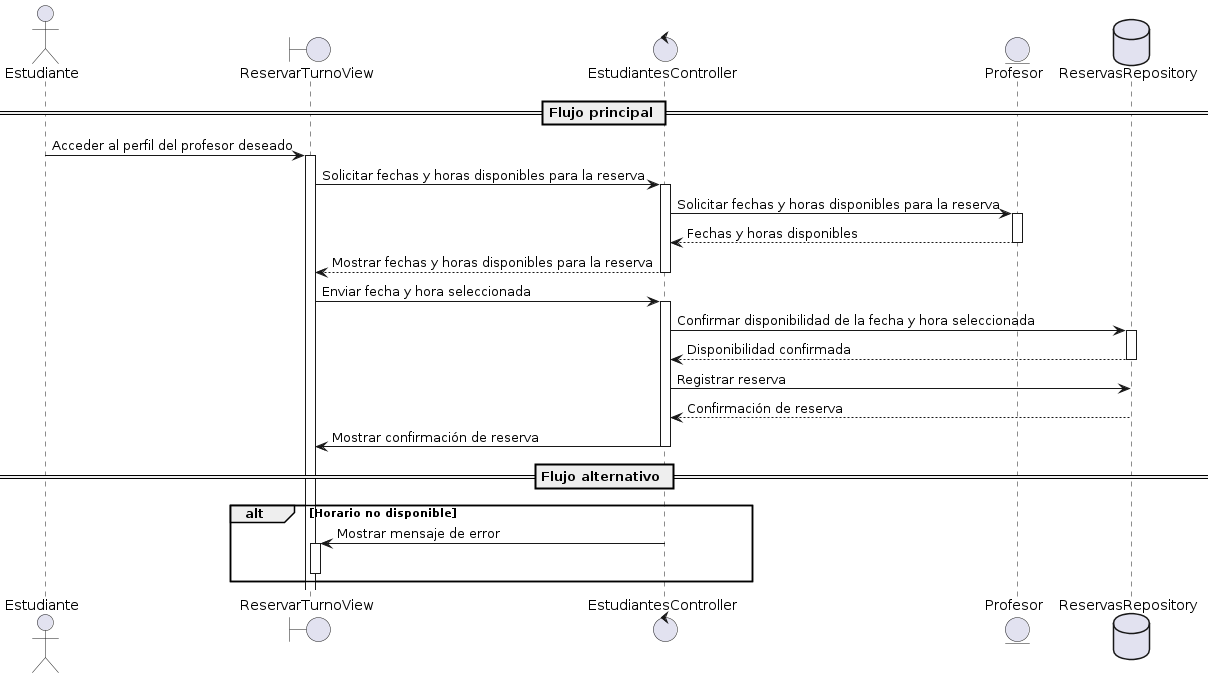 Estudiante
ReservarTurnoView
EstudiantesController
Profesor
ReservasRepository
Flujo principal
Acceder al perfil del profesor deseado
Solicitar fechas y horas disponibles para la reserva
Solicitar fechas y horas disponibles para la reserva
Fechas y horas disponibles
Mostrar fechas y horas disponibles para la reserva
Enviar fecha y hora seleccionada
Confirmar disponibilidad de la fecha y hora seleccionada
Disponibilidad confirmada
Registrar reserva
Confirmación de reserva
Mostrar confirmación de reserva
Flujo alternativo
alt [Horario no disponible]
Mostrar mensaje de error
Estudiante
ReservarTurnoView
EstudiantesController
Profesor
ReservasRepository